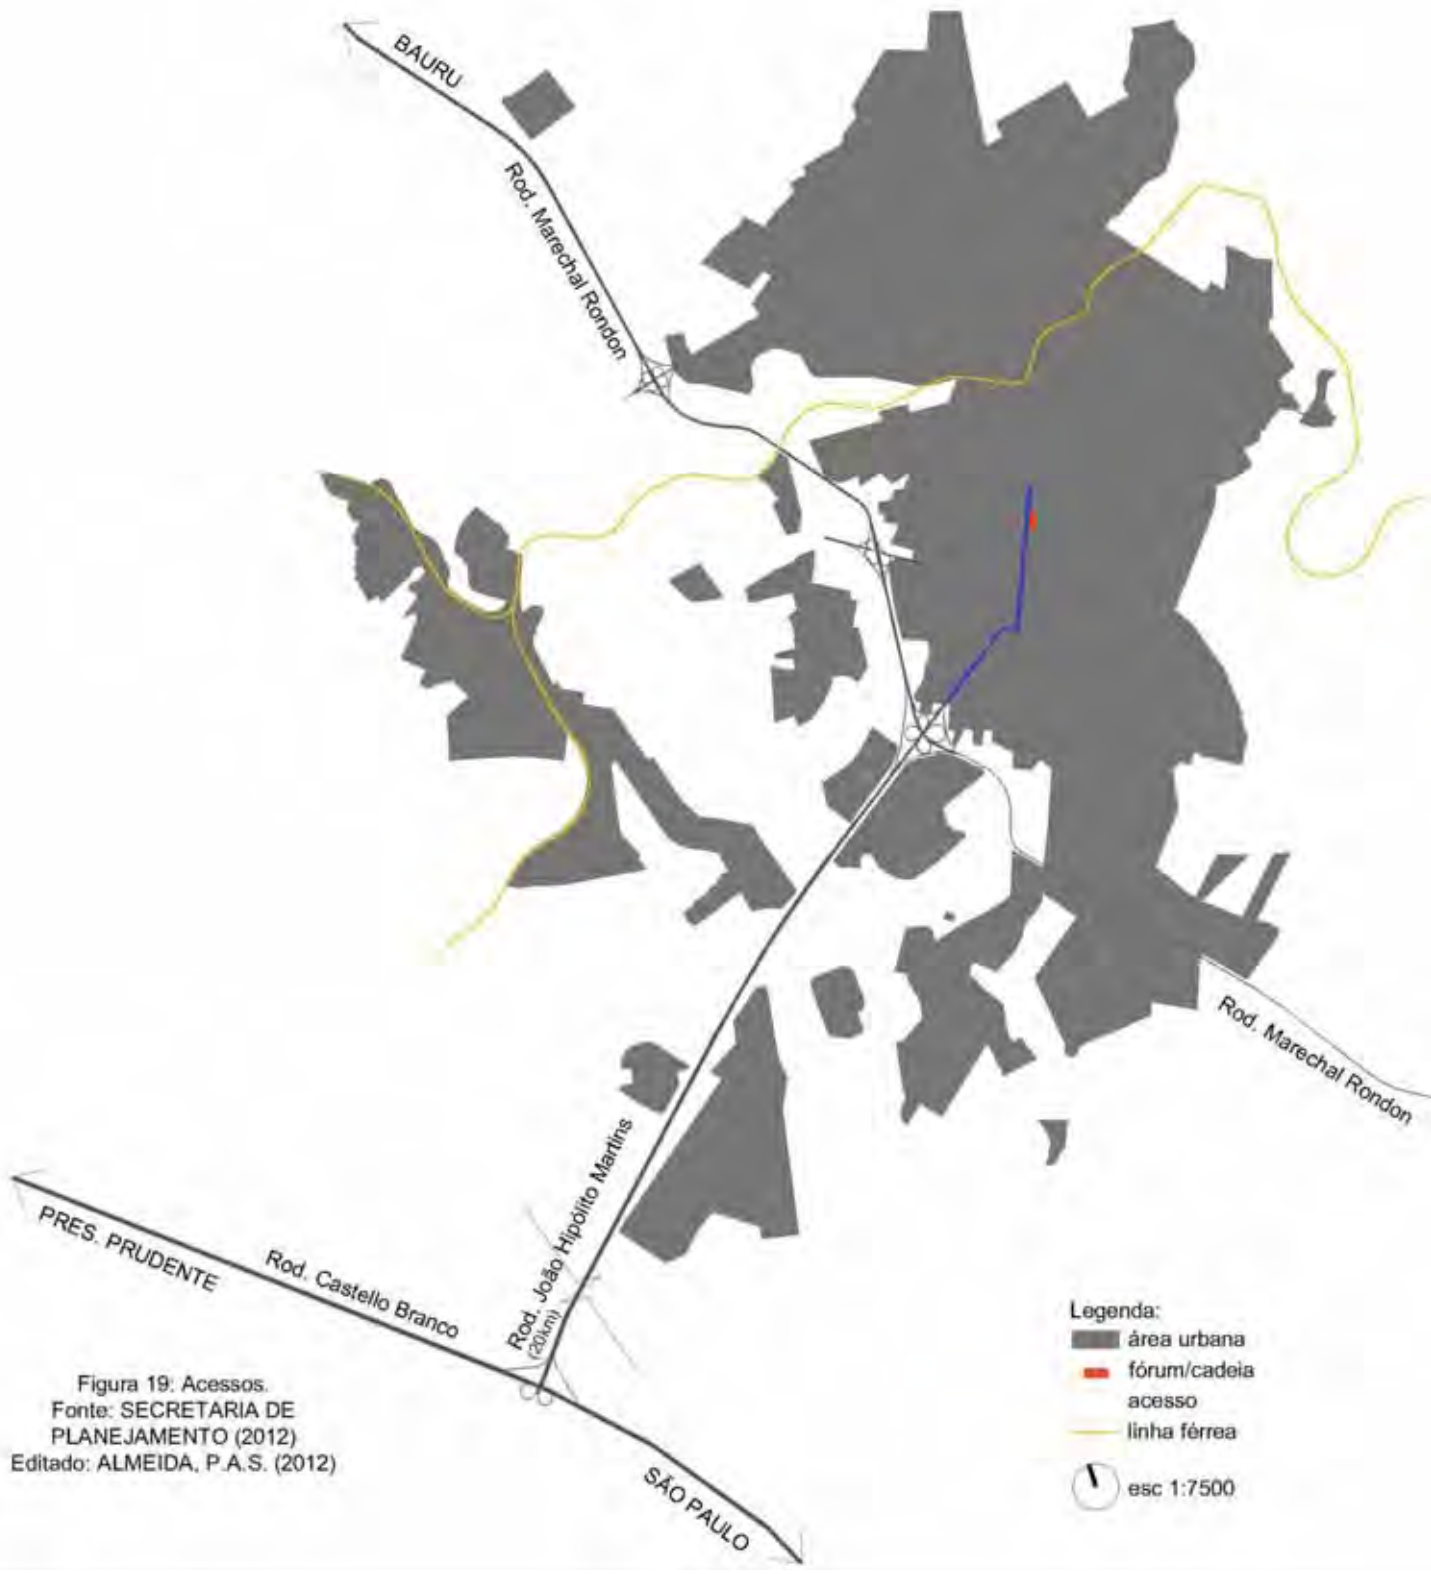 BAURU
Rod. Marechal Rondon
Rod. Marechal Rondon
Rod. João Hipólito Martins
(20km)
PRES. PRUDENTE
Rod. Castello Branco
SÃO PAULO
Figura 19: Acessos.
Fonte: SECRETARIA DE
PLANEJAMENTO (2012)
Editado: ALMEIDA, P.A.S. (2012)
Legenda:
área urbana
fórum/cadeia
acesso
linha férrea
esc 1:7500